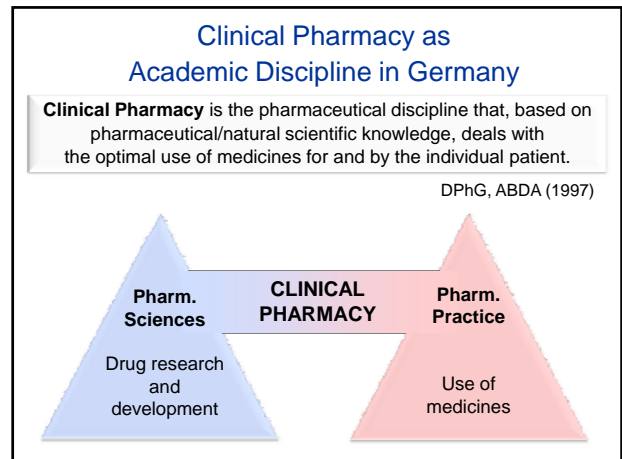 Clinical Pharmacy as
Academic Discipline in Germany
Clinical Pharmacy is the pharmaceutical discipline that, based on
pharmaceutical/natural scientific knowledge, deals with
the optimal use of medicines for and by the individual patient.
DPhG, ABDA (1997)
Pharm.
Sciences
Drug research
and
development
CLINICAL
PHARMACY
Pharm.
Practice
Use of
medicines